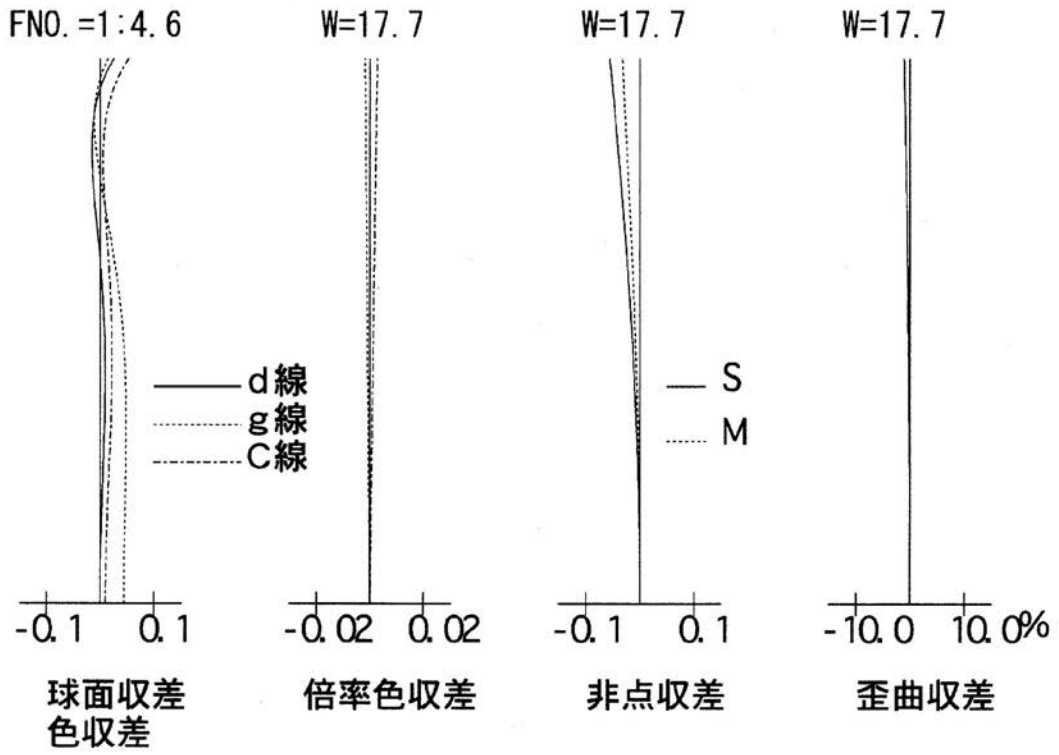 FNO.=1:4.6
W=17.7
W=17.7
W=17.7
d線
g線
C線
S
M
-0.1 0.1
-0.02 0.02
-0.1 0.1
-10.0 10.0%
球面収差
色収差
倍率色収差
非点収差
歪曲収差